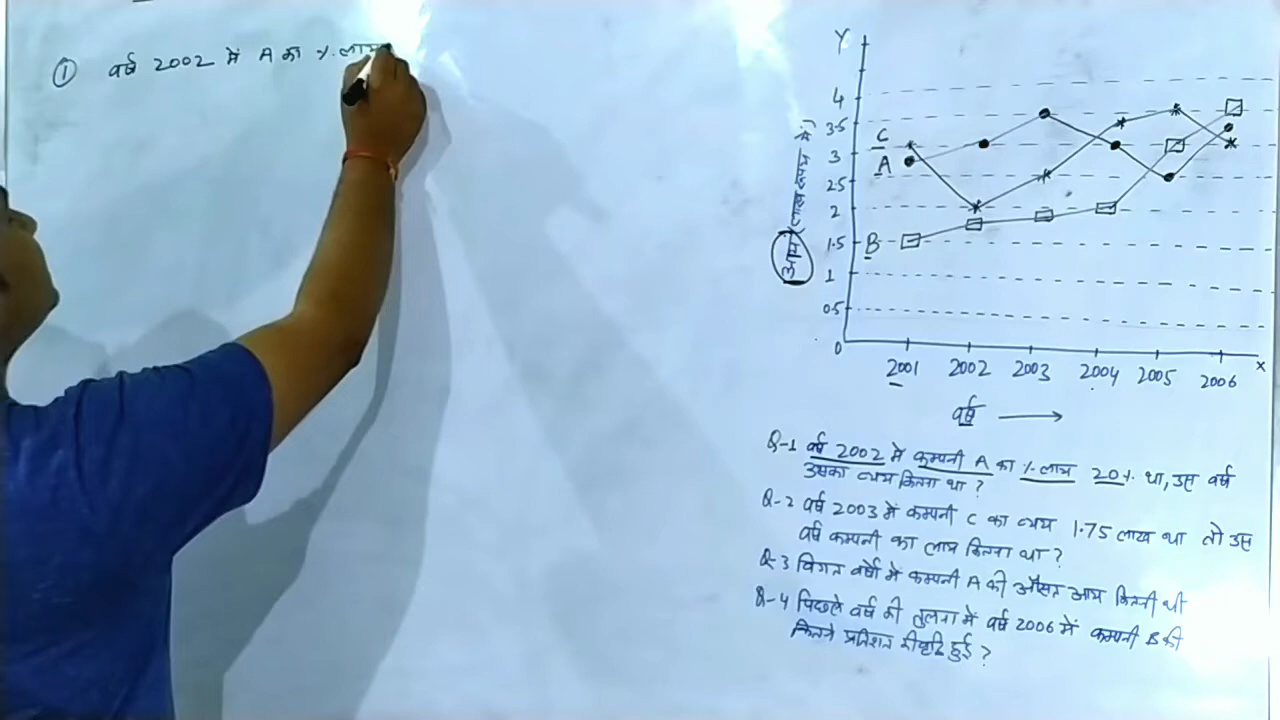 ① वर्ष 2002 में A का % लाभ
Y
4
3.5
3
2.5
2
1.5
1
0.5
0
C
A
B
2001 2002 2003 2004 2005 2006 x
वर्ष
Q-1 वर्ष 2002 में कम्पनी A का % लाभ 20% था, उस वर्ष
उसका व्यय कितना था ?
Q-2 वर्ष 2003 में कम्पनी C का व्यय 1.75 लाख था तो उस
वर्ष कम्पनी का लाभ कितना था ?
Q-3 विगत वर्षो में कम्पनी A की औसत आय कितनी थी
Q-4 पिछले वर्ष की तुलना में वर्ष 2006 में कम्पनी B की
कितने प्रतिशत की वृद्धि हुई ?